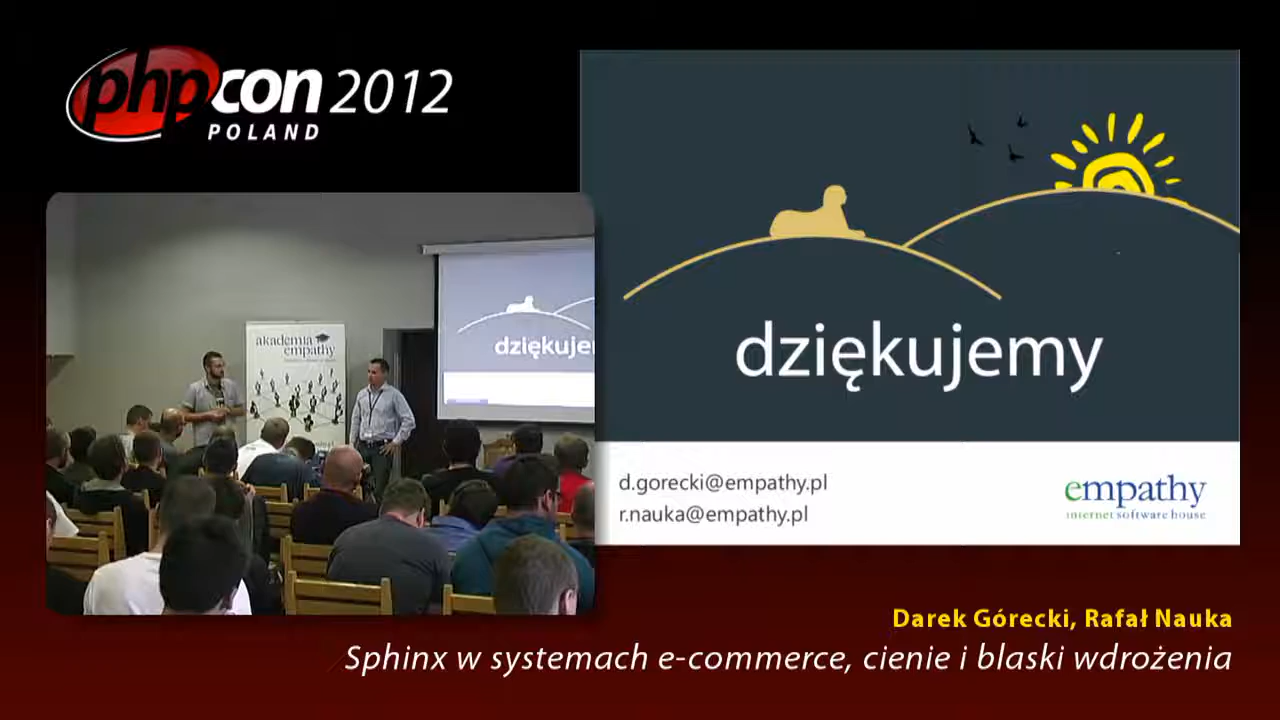 phpcon 2012
POLAND
akademia
empathy
dziękuje
dziękujemy
d.gorecki@empathy.pl
r.nauka@empathy.pl
empathy
internet software house
Darek Górecki, Rafał Nauka
Sphinx w systemach e-commerce, cienie i blaski wdrożenia